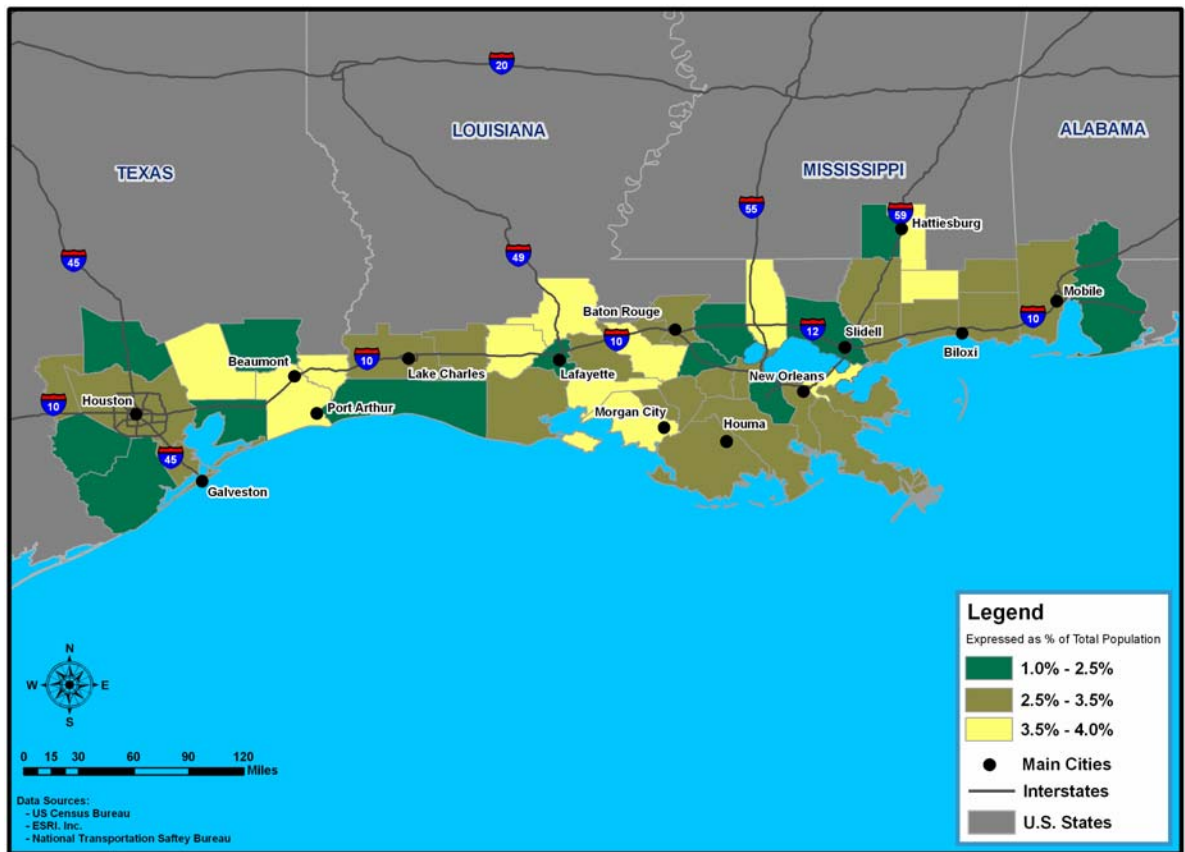 20
LOUISIANA
ALABAMA
TEXAS
MISSISSIPPI
55
59
Hattiesburg
45
49
Mobile
Baton Rouge
10
12
Slidell
10
Beaumont
10
Lake Charles
Lafayette
Biloxi
New Orleans
10
Houston
Port Arthur
Morgan City
Houma
45
Galveston
Legend
Expressed as % of Total Population
1.0% - 2.5%
2.5% - 3.5%
3.5% - 4.0%
Main Cities
Interstates
U.S. States
N
W E
S
0 15 30 60 90 120
Miles
Data Sources:
- US Census Bureau
- ESRI. Inc.
- National Transportation Saftey Bureau